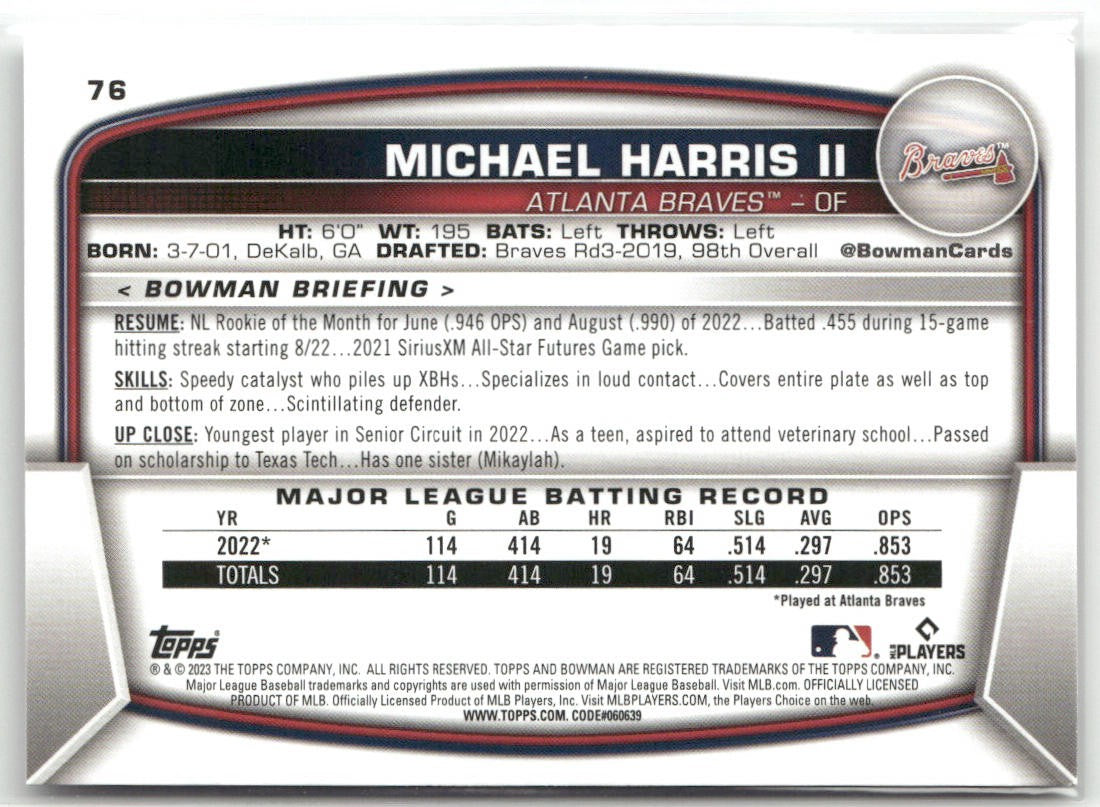 76
Braves™
MICHAEL HARRIS II
ATLANTA BRAVES™ – OF
HT: 6'0" WT: 195 BATS: Left THROWS: Left
BORN: 3-7-01, DeKalb, GA DRAFTED: Braves Rd3-2019, 98th Overall @BowmanCards
< BOWMAN BRIEFING >
RESUME: NL Rookie of the Month for June (.946 OPS) and August (.990) of 2022...Batted .455 during 15-game
hitting streak starting 8/22...2021 SiriusXM All-Star Futures Game pick.
SKILLS: Speedy catalyst who piles up XBHs...Specializes in loud contact...Covers entire plate as well as top
and bottom of zone...Scintillating defender.
UP CLOSE: Youngest player in Senior Circuit in 2022...As a teen, aspired to attend veterinary school...Passed
on scholarship to Texas Tech...Has one sister (Mikaylah).
MAJOR LEAGUE BATTING RECORD
YR G AB HR RBI SLG AVG OPS
2022* 114 414 19 64 .514 .297 .853
TOTALS 114 414 19 64 .514 .297 .853
*Played at Atlanta Braves
TOPPS
MLB PLAYERS
® & © 2023 THE TOPPS COMPANY, INC. ALL RIGHTS RESERVED. TOPPS AND BOWMAN ARE REGISTERED TRADEMARKS OF THE TOPPS COMPANY, INC.
Major League Baseball trademarks and copyrights are used with permission of Major League Baseball. Visit MLB.com. OFFICIALLY LICENSED
PRODUCT OF MLB. Officially Licensed Product of MLB Players, Inc. Visit MLBPLAYERS.COM, the Players Choice on the web.
WWW.TOPPS.COM. CODE#060639